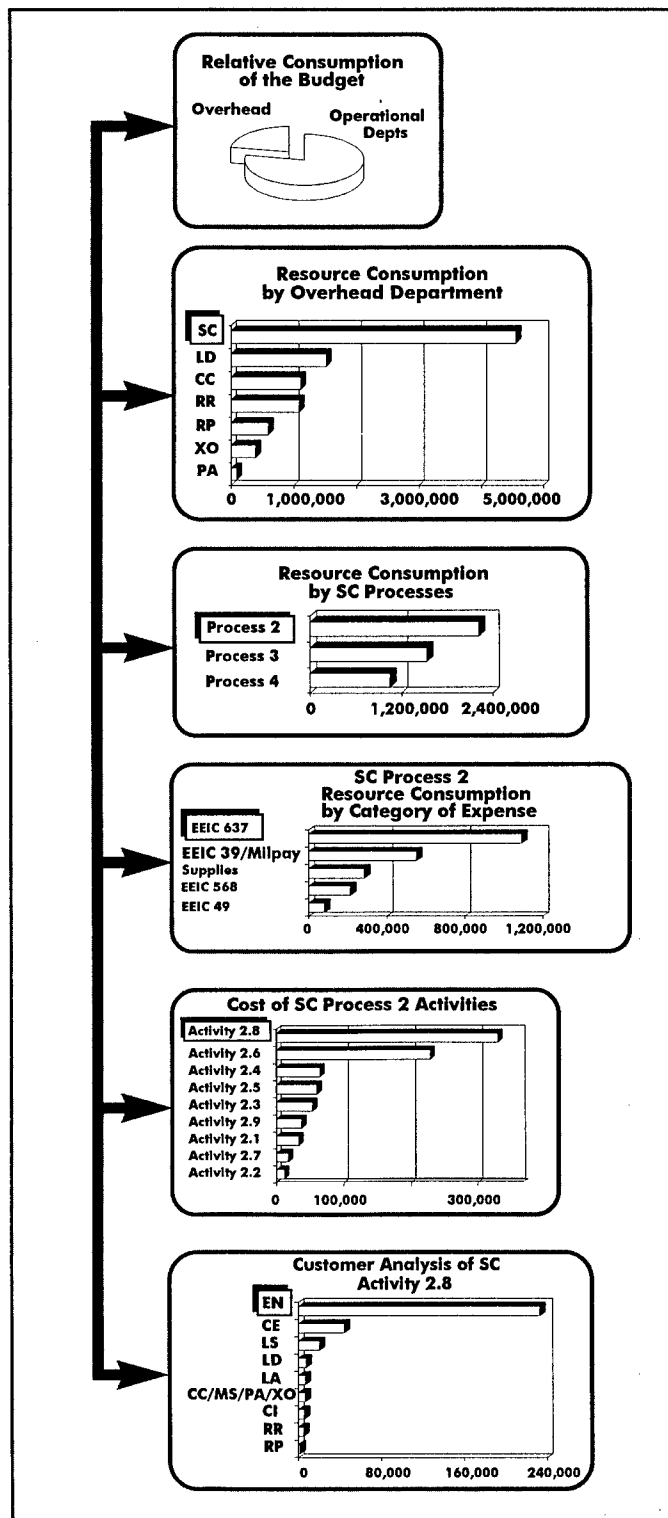 Relative Consumption
of the Budget
Overhead
Operational
Depts
Resource Consumption
by Overhead Department
SC
LD
CC
RR
RP
XO
PA
0 1,000,000 3,000,000 5,000,000
Resource Consumption
by SC Processes
Process 2
Process 3
Process 4
0 1,200,000 2,400,000
SC Process 2
Resource Consumption
by Category of Expense
EEIC 637
EEIC 39/Milpay
Supplies
EEIC 568
EEIC 49
0 400,000 800,000 1,200,000
Cost of SC Process 2 Activities
Activity 2.8
Activity 2.6
Activity 2.4
Activity 2.5
Activity 2.3
Activity 2.9
Activity 2.1
Activity 2.7
Activity 2.2
0 100,000 300,000
Customer Analysis of SC
Activity 2.8
EN
CE
LS
LD
LA
CC/MS/PA/XO
CI
RR
RP
0 80,000 160,000 240,000